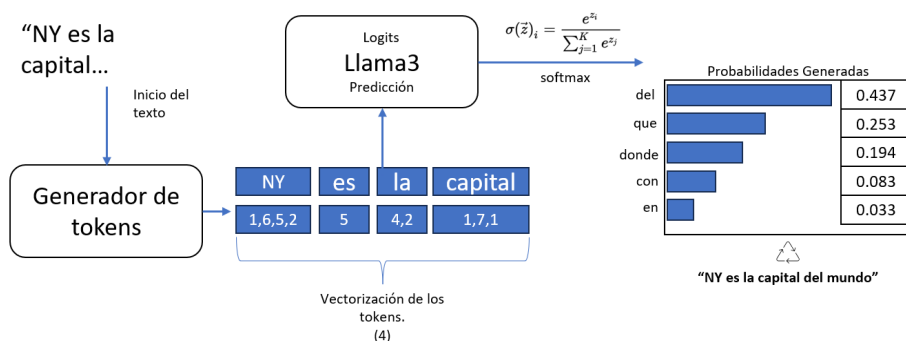 “NY es la
capital…
Inicio del
texto
Generador de
tokens
NY es la capital
1,6,5,2 5 4,2 1,7,1
Vectorización de los
tokens.
(4)
Logits
Llama3
Predicción
σ(z⃗)ᵢ = e^{zᵢ} / ∑_{j=1}^{K} e^{zⱼ}
softmax
Probabilidades Generadas
del 0.437
que 0.253
donde 0.194
con 0.083
en 0.033
“NY es la capital del mundo”